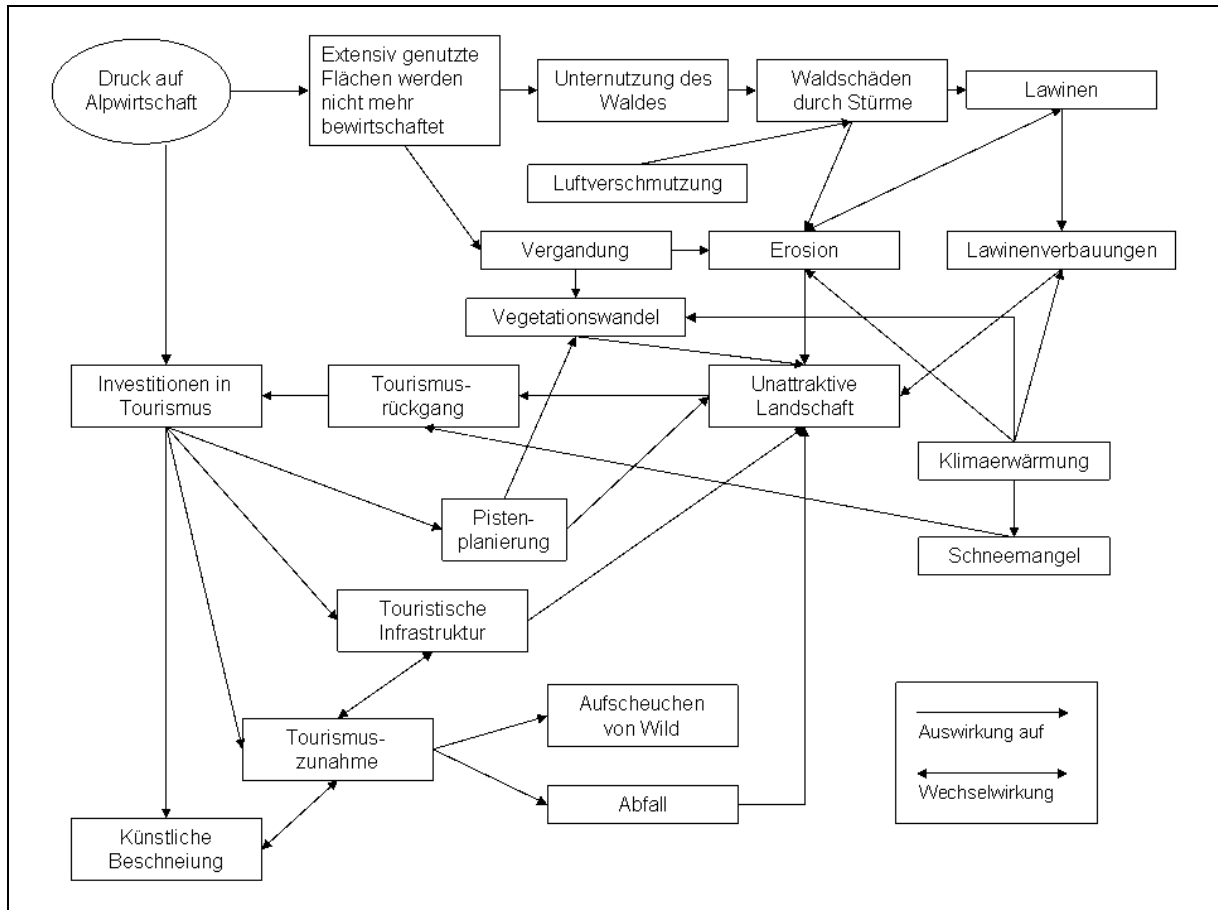 Druck auf
Alpwirtschaft
Extensiv genutzte
Flächen werden
nicht mehr
bewirtschaftet
Unternutzung des
Waldes
Waldschäden
durch Stürme
Lawinen
Luftverschmutzung
Vergandung
Erosion
Lawinenverbauungen
Vegetationswandel
Investitionen in
Tourismus
Tourismus-
rückgang
Unattraktive
Landschaft
Klimaerwärmung
Pisten-
planierung
Schneemangel
Touristische
Infrastruktur
Tourismus-
zunahme
Aufscheuchen
von Wild
Abfall
Künstliche
Beschneiung
Auswirkung auf
Wechselwirkung